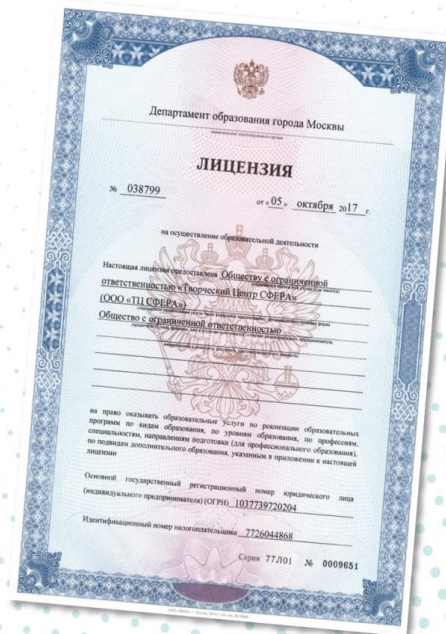 Департамент образования города Москвы
ЛИЦЕНЗИЯ
№ 038799
от « 05 » октября 2017 г.
на осуществление образовательной деятельности
Настоящая лицензия предоставлена Обществу с ограниченной
ответственностью «Творческий Центр СФЕРА»
(ООО «ТЦ СФЕРА»)
Общество с ограниченной ответственностью
на право оказывать образовательные услуги по реализации образовательных
программ по видам образования, по уровням образования, по профессиям,
специальностям, направлениям подготовки (для профессионального образования),
по подвидам дополнительного образования, указанным в приложении к настоящей
лицензии
Основной государственный регистрационный номер юридического лица
(индивидуального предпринимателя) (ОГРН) 1037739720204
Идентификационный номер налогоплательщика 7726044868
Серия 77Л01 № 0009651